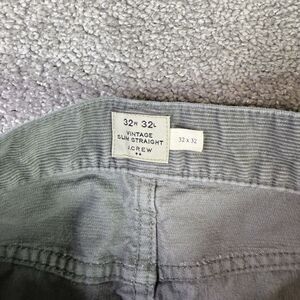 32W 32L
VINTAGE
SLIM STRAIGHT
J.CREW
32 x 32